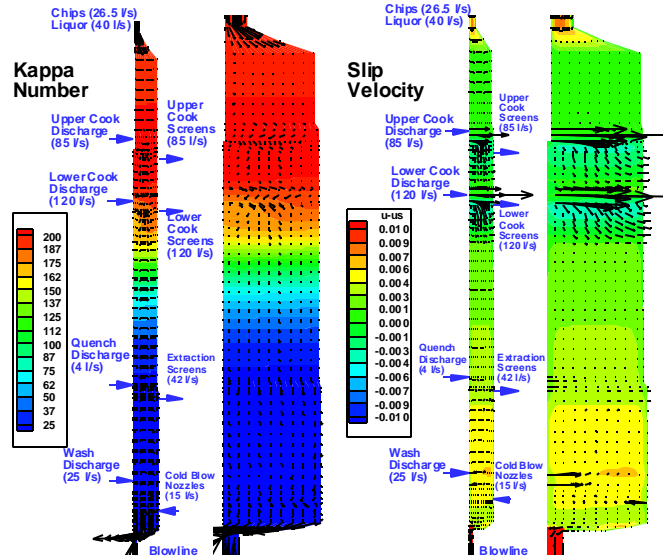 Chips (26.5 l/s)
Liquor (40 l/s)
Kappa
Number
Upper Cook
Discharge
(85 l/s)
Upper
Cook
Screens
(85 l/s)
Lower Cook
Discharge
(120 l/s)
Lower Cook
Screens
(120 l/s)
200
187
175
162
150
137
125
112
100
87
75
62
50
37
25
Quench
Discharge
(4 l/s)
Extraction
Screens
(42 l/s)
Wash
Discharge
(25 l/s)
Cold Blow
Nozzles
(15 l/s)
Blowline
Chips (26.5 l/s)
Liquor
(40 l/s)
Slip
Velocity
Upper Cook
Discharge
(85 l/s)
Upper
Cook
Screens
(85 l/s)
Lower Cook
Discharge
(120 l/s)
Lower
Cook
Screens
(120 l/s)
u-us
0.010
0.009
0.007
0.006
0.004
0.003
0.001
0.000
-0.001
-0.003
-0.004
-0.006
-0.007
-0.009
-0.010
Quench
Discharge
(4 l/s)
Extraction
Screens
(42 l/s)
Wash
Discharge
(25 l/s)
Cold Blow
Nozzles
(15 l/s)
Blowline